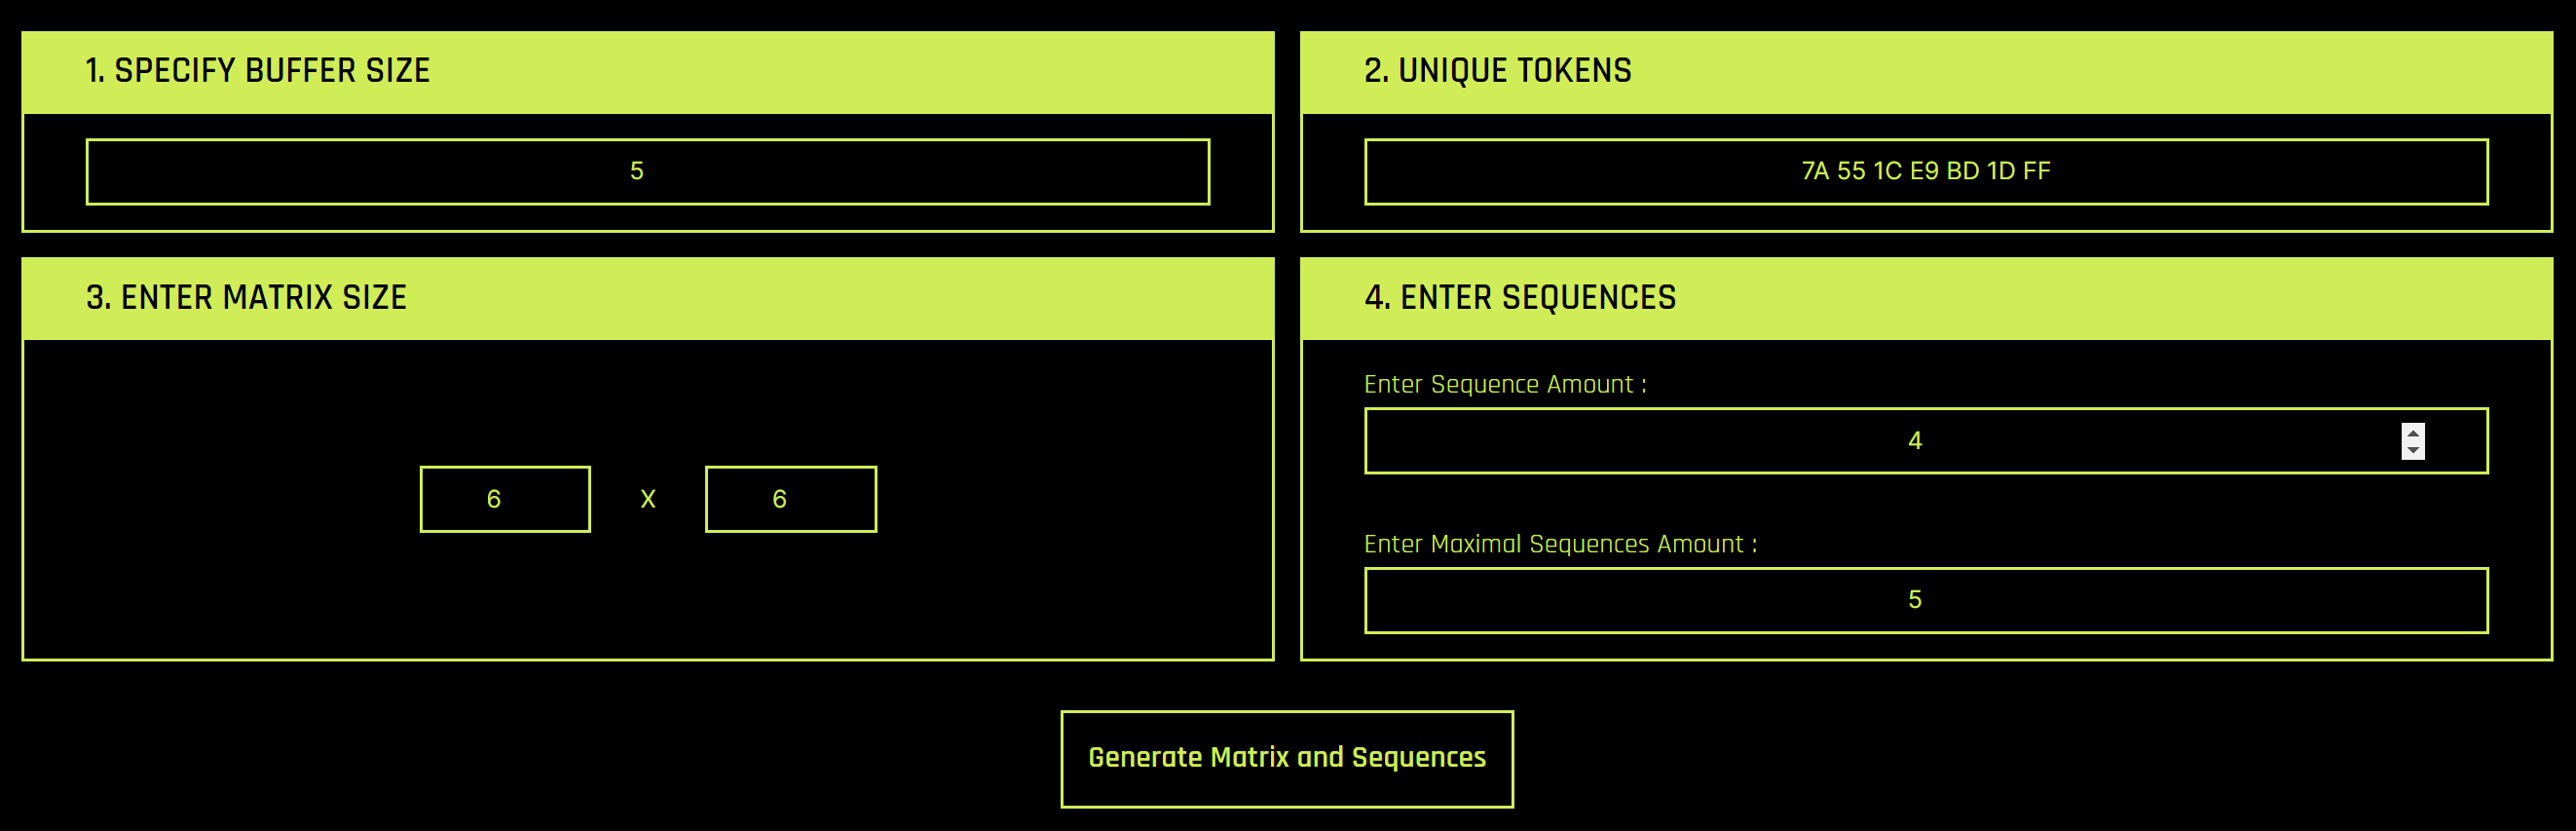 1. SPECIFY BUFFER SIZE
5
2. UNIQUE TOKENS
7A 55 1C E9 BD 1D FF
3. ENTER MATRIX SIZE
6 X 6
4. ENTER SEQUENCES
Enter Sequence Amount :
4
Enter Maximal Sequences Amount :
5
Generate Matrix and Sequences